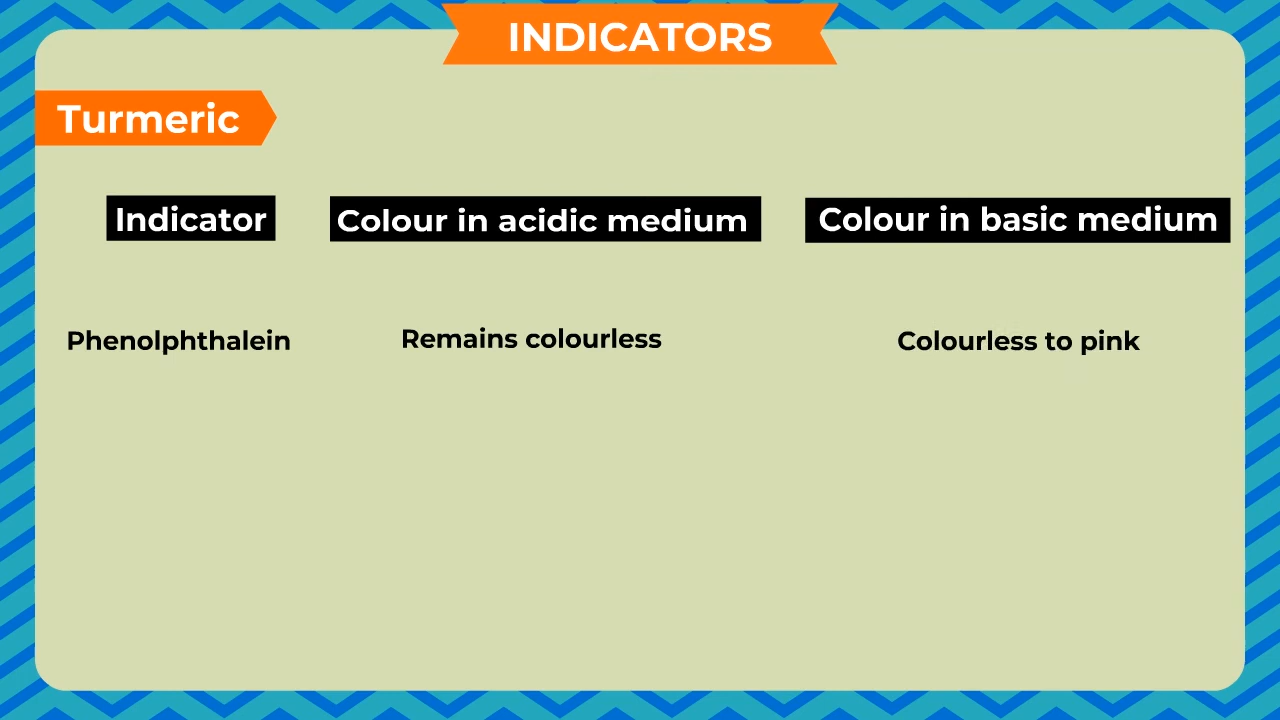 INDICATORS
Turmeric
Indicator Colour in acidic medium Colour in basic medium
Phenolphthalein Remains colourless Colourless to pink